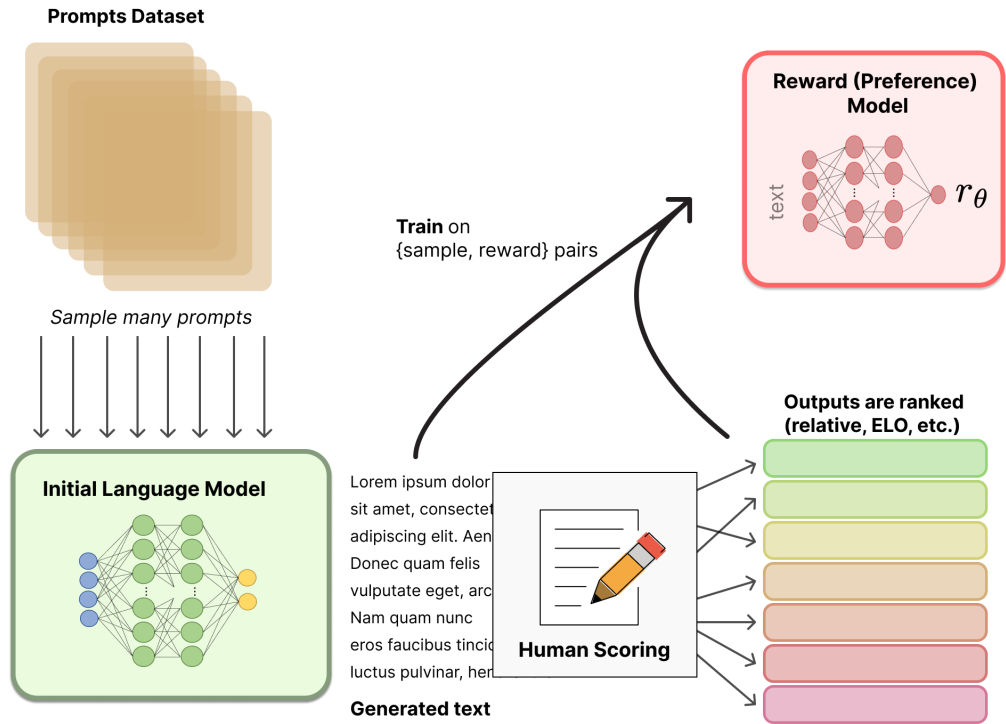 Prompts Dataset
Sample many prompts
Initial Language Model
Train on
{sample, reward} pairs
Reward (Preference)
Model
text
rθ
Outputs are ranked
(relative, ELO, etc.)
Lorem ipsum dolor
sit amet, consectet
adipiscing elit. Aen
Donec quam felis
vulputate eget, arc
Nam quam nunc
eros faucibus tincid
luctus pulvinar, her
Human Scoring
Generated text